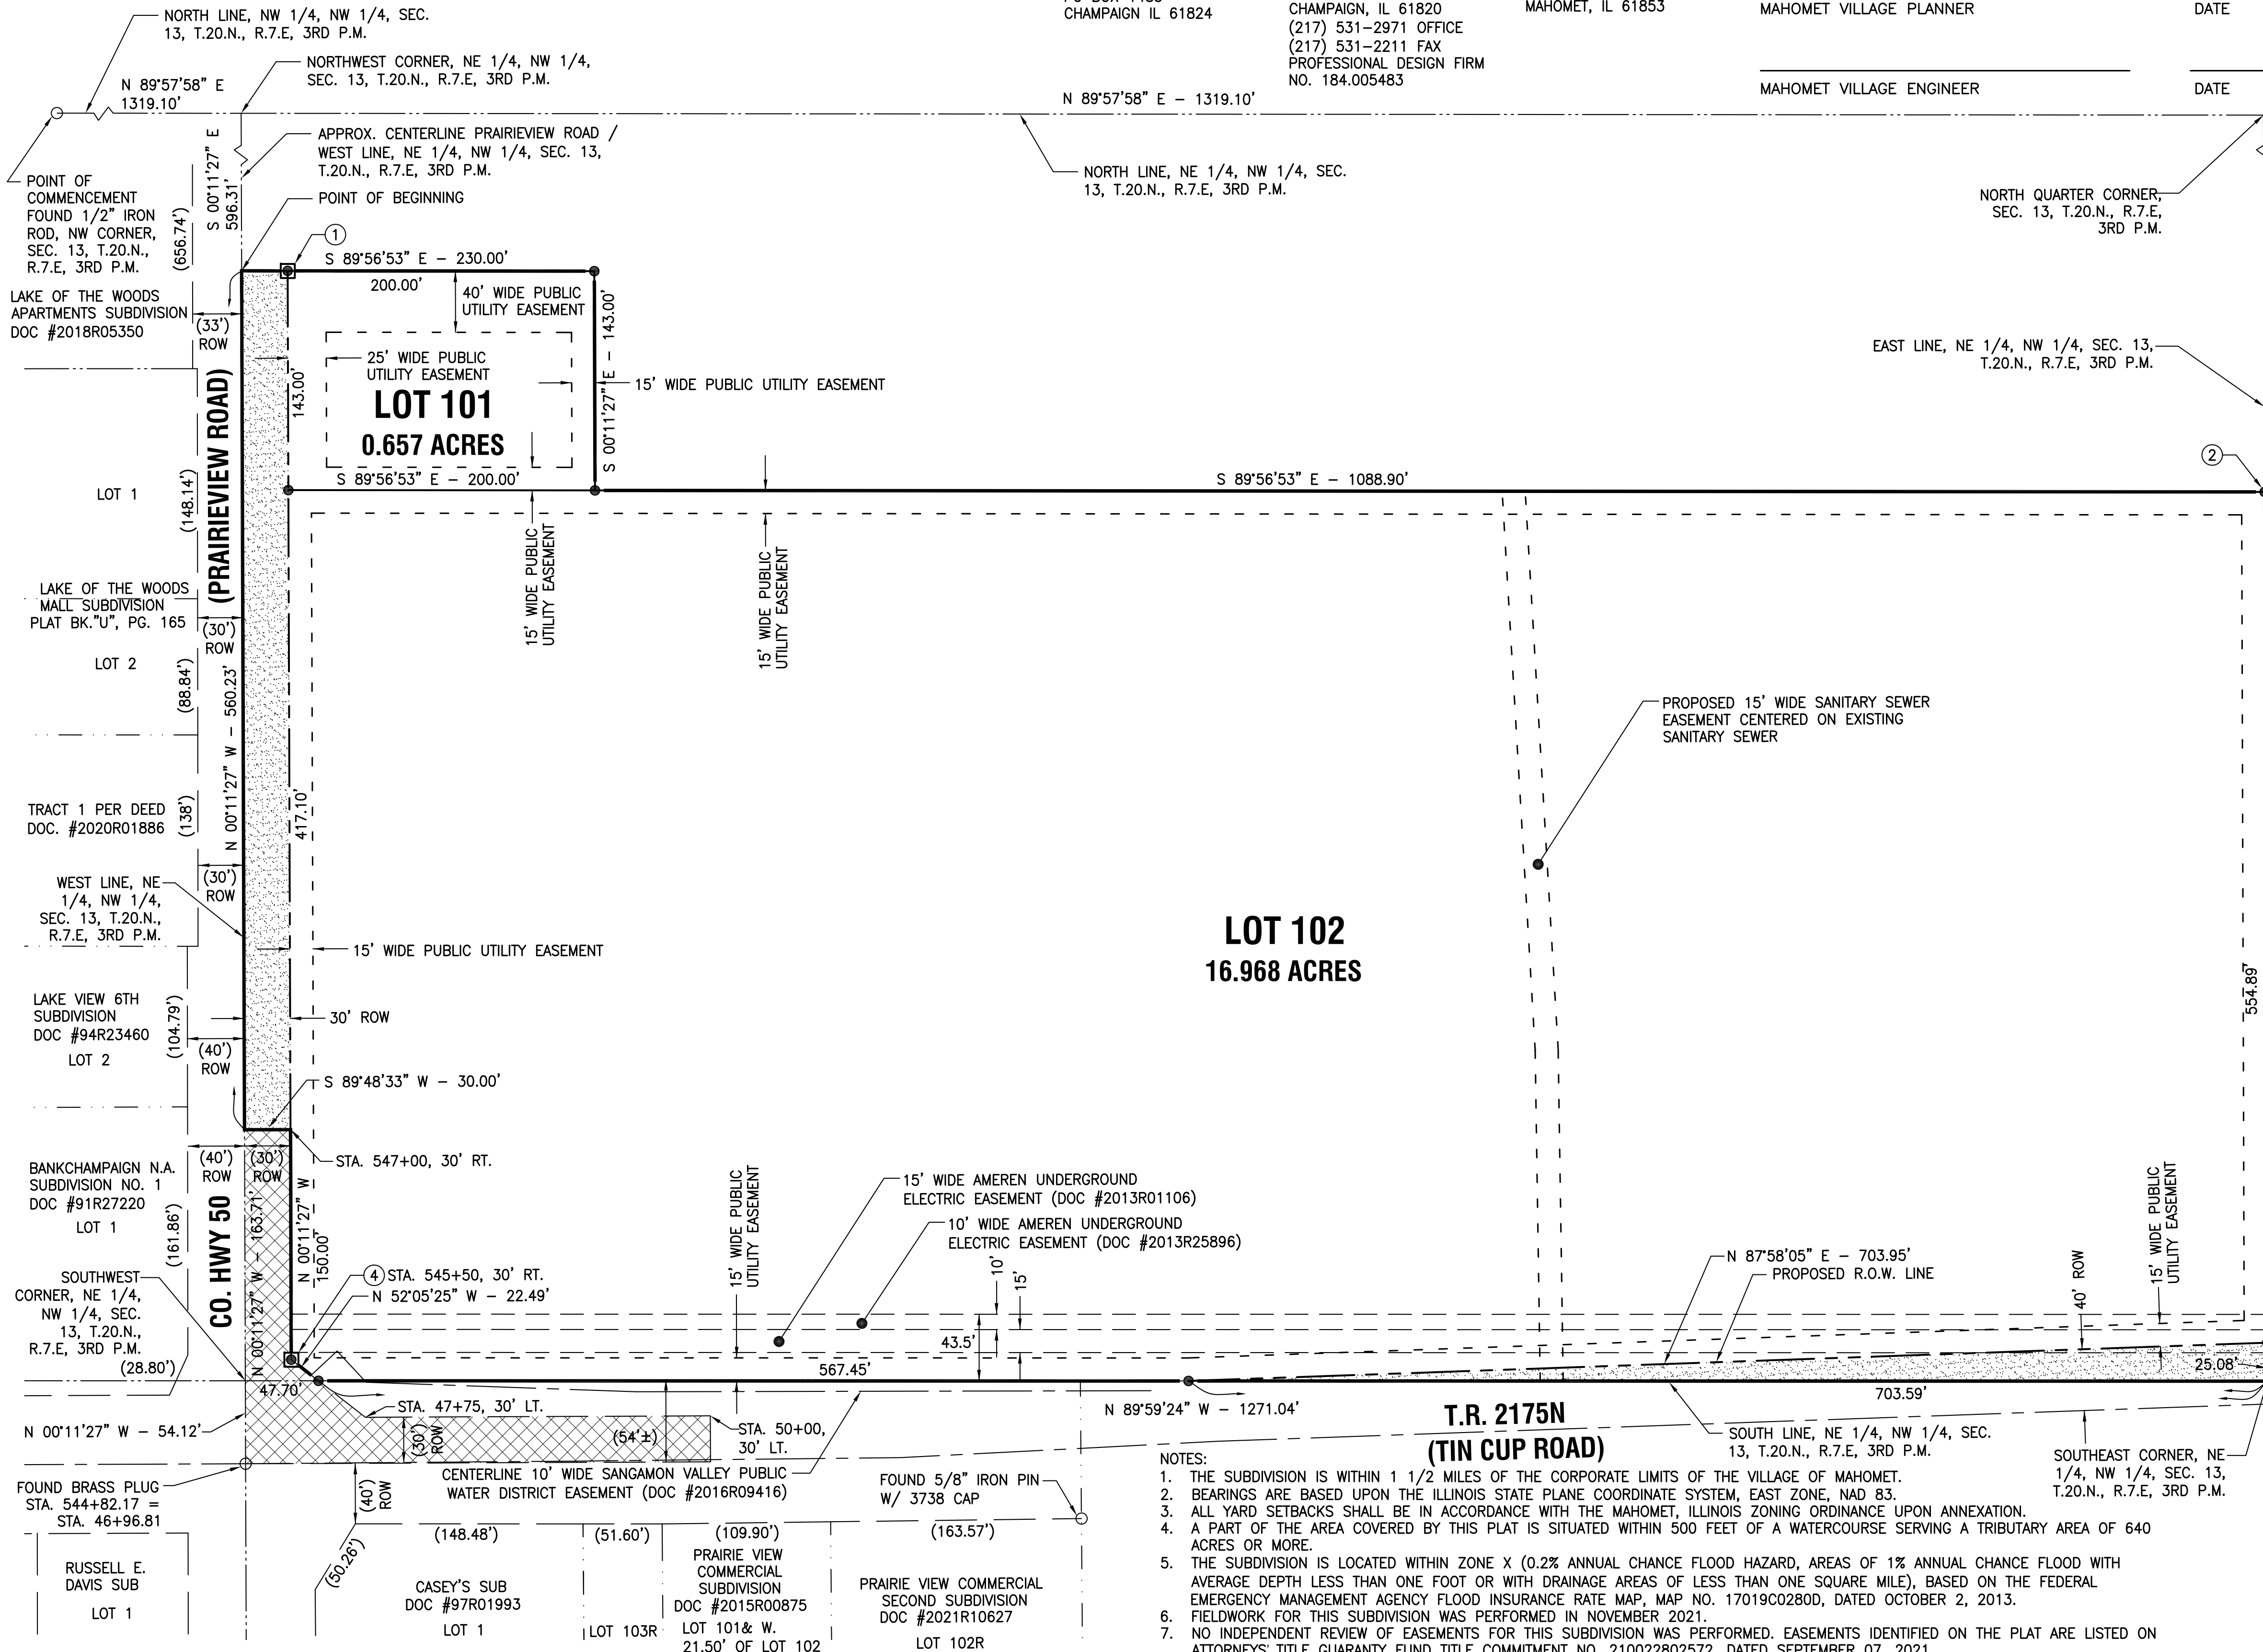 PO BOX 1488
CHAMPAIGN IL 61824
CHAMPAIGN, IL 61820
(217) 531–2971 OFFICE
(217) 531–2211 FAX
PROFESSIONAL DESIGN FIRM
NO. 184.005483
MAHOMET, IL 61853
MAHOMET VILLAGE PLANNER DATE
MAHOMET VILLAGE ENGINEER DATE
NORTH LINE, NW 1/4, NW 1/4, SEC.
13, T.20.N., R.7.E, 3RD P.M.
N 89°57'58" E
1319.10'
NORTHWEST CORNER, NE 1/4, NW 1/4,
SEC. 13, T.20.N., R.7.E, 3RD P.M.
N 89°57'58" E – 1319.10'
APPROX. CENTERLINE PRAIRIEVIEW ROAD /
WEST LINE, NE 1/4, NW 1/4, SEC. 13,
T.20.N., R.7.E, 3RD P.M.
NORTH LINE, NE 1/4, NW 1/4, SEC.
13, T.20.N., R.7.E, 3RD P.M.
NORTH QUARTER CORNER,
SEC. 13, T.20.N., R.7.E,
3RD P.M.
POINT OF
COMMENCEMENT
FOUND 1/2" IRON
ROD, NW CORNER,
SEC. 13, T.20.N.,
R.7.E, 3RD P.M.
(656.74')
S 00°11'27" E
596.31'
POINT OF BEGINNING
1
S 89°56'53" E – 230.00'
200.00'
40' WIDE PUBLIC
UTILITY EASEMENT
LAKE OF THE WOODS
APARTMENTS SUBDIVISION
DOC #2018R05350
(33')
ROW
25' WIDE PUBLIC
UTILITY EASEMENT
15' WIDE PUBLIC UTILITY EASEMENT
S 00°11'27" E – 143.00'
143.00'
LOT 101
0.657 ACRES
S 89°56'53" E – 200.00'
EAST LINE, NE 1/4, NW 1/4, SEC. 13,
T.20.N., R.7.E, 3RD P.M.
2
S 89°56'53" E – 1088.90'
(PRAIRIEVIEW ROAD)
LOT 1
(148.14')
15' WIDE PUBLIC
UTILITY EASEMENT
15' WIDE PUBLIC
UTILITY EASEMENT
LAKE OF THE WOODS
MALL SUBDIVISION
PLAT BK."U", PG. 165
(30')
ROW
LOT 2
(88.84')
N 00°11'27" W – 560.23'
417.10'
PROPOSED 15' WIDE SANITARY SEWER
EASEMENT CENTERED ON EXISTING
SANITARY SEWER
TRACT 1 PER DEED
DOC. #2020R01886
(138')
(30')
ROW
WEST LINE, NE
1/4, NW 1/4,
SEC. 13, T.20.N.,
R.7.E, 3RD P.M.
15' WIDE PUBLIC UTILITY EASEMENT
LOT 102
16.968 ACRES
554.89'
LAKE VIEW 6TH
SUBDIVISION
DOC #94R23460
LOT 2
(104.79')
(40')
ROW
30' ROW
S 89°48'33" W – 30.00'
STA. 547+00, 30' RT.
BANKCHAMPAIGN N.A.
SUBDIVISION NO. 1
DOC #91R27220
LOT 1
(40')
ROW
(30')
ROW
(161.86')
CO. HWY 50
N 00°11'27" W – 163.71'
N 00°11'27" W
150.00'
15' WIDE PUBLIC
UTILITY EASEMENT
15' WIDE AMEREN UNDERGROUND
ELECTRIC EASEMENT (DOC #2013R01106)
10' WIDE AMEREN UNDERGROUND
ELECTRIC EASEMENT (DOC #2013R25896)
10'
15'
43.5'
N 87°58'05" E – 703.95'
PROPOSED R.O.W. LINE
40' ROW
15' WIDE PUBLIC
UTILITY EASEMENT
SOUTHWEST
CORNER, NE 1/4,
NW 1/4, SEC.
13, T.20.N.,
R.7.E, 3RD P.M.
(28.80')
4 STA. 545+50, 30' RT.
N 52°05'25" W – 22.49'
47.70'
567.45'
703.59'
25.08'
STA. 47+75, 30' LT.
N 89°59'24" W – 1271.04'
T.R. 2175N
(TIN CUP ROAD)
SOUTH LINE, NE 1/4, NW 1/4, SEC.
13, T.20.N., R.7.E, 3RD P.M.
SOUTHEAST CORNER, NE
1/4, NW 1/4, SEC. 13,
T.20.N., R.7.E, 3RD P.M.
N 00°11'27" W – 54.12'
(30')
ROW
(54'±)
STA. 50+00,
30' LT.
FOUND BRASS PLUG
STA. 544+82.17 =
STA. 46+96.81
(40')
ROW
CENTERLINE 10' WIDE SANGAMON VALLEY PUBLIC
WATER DISTRICT EASEMENT (DOC #2016R09416)
FOUND 5/8" IRON PIN
W/ 3738 CAP
(50.26')
(148.48')
(51.60')
(109.90')
(163.57')
RUSSELL E.
DAVIS SUB
LOT 1
CASEY'S SUB
DOC #97R01993
LOT 1
LOT 103R
PRAIRIE VIEW
COMMERCIAL
SUBDIVISION
DOC #2015R00875
LOT 101& W.
21.50' OF LOT 102
PRAIRIE VIEW COMMERCIAL
SECOND SUBDIVISION
DOC #2021R10627
LOT 102R
NOTES:
1. THE SUBDIVISION IS WITHIN 1 1/2 MILES OF THE CORPORATE LIMITS OF THE VILLAGE OF MAHOMET.
2. BEARINGS ARE BASED UPON THE ILLINOIS STATE PLANE COORDINATE SYSTEM, EAST ZONE, NAD 83.
3. ALL YARD SETBACKS SHALL BE IN ACCORDANCE WITH THE MAHOMET, ILLINOIS ZONING ORDINANCE UPON ANNEXATION.
4. A PART OF THE AREA COVERED BY THIS PLAT IS SITUATED WITHIN 500 FEET OF A WATERCOURSE SERVING A TRIBUTARY AREA OF 640
ACRES OR MORE.
5. THE SUBDIVISION IS LOCATED WITHIN ZONE X (0.2% ANNUAL CHANCE FLOOD HAZARD, AREAS OF 1% ANNUAL CHANCE FLOOD WITH
AVERAGE DEPTH LESS THAN ONE FOOT OR WITH DRAINAGE AREAS OF LESS THAN ONE SQUARE MILE), BASED ON THE FEDERAL
EMERGENCY MANAGEMENT AGENCY FLOOD INSURANCE RATE MAP, MAP NO. 17019C0280D, DATED OCTOBER 2, 2013.
6. FIELDWORK FOR THIS SUBDIVISION WAS PERFORMED IN NOVEMBER 2021.
7. NO INDEPENDENT REVIEW OF EASEMENTS FOR THIS SUBDIVISION WAS PERFORMED. EASEMENTS IDENTIFIED ON THE PLAT ARE LISTED ON
ATTORNEYS' TITLE GUARANTY FUND TITLE COMMITMENT NO. 210022802572, DATED SEPTEMBER 07, 2021.